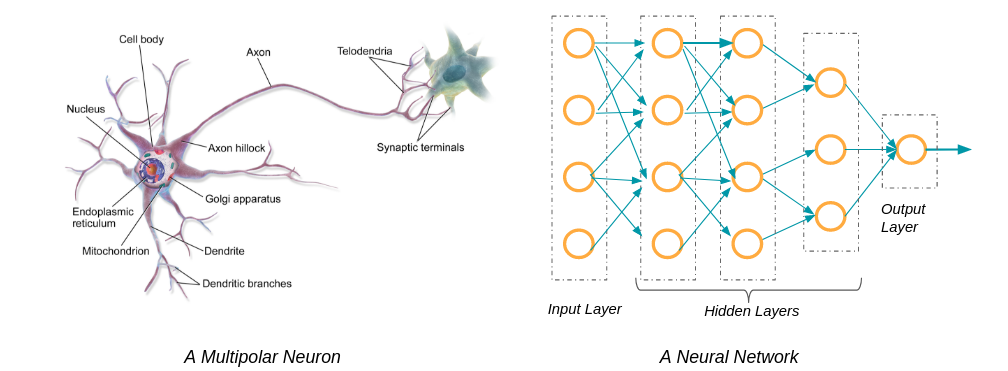 Cell body
Axon
Telodendria
Nucleus
Axon hillock
Synaptic terminals
Golgi apparatus
Endoplasmic
reticulum
Mitochondrion
Dendrite
Dendritic branches
A Multipolar Neuron
Input Layer
Hidden Layers
Output
Layer
A Neural Network